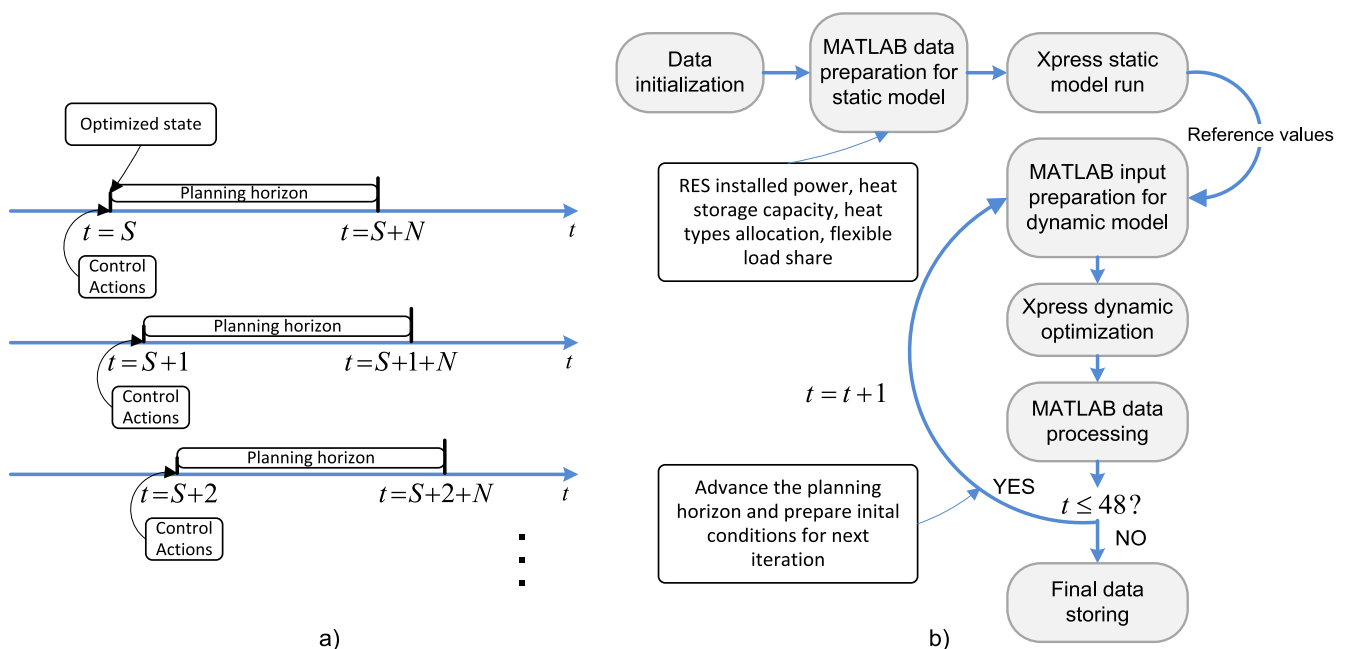 Optimized state
Planning horizon
t = S
t = S+N
t
Control
Actions
Planning horizon
t = S+1
t = S+1+N
t
Control
Actions
Planning horizon
t = S+2
t = S+2+N
t
Control
Actions
a)
Data
initialization
MATLAB data
preparation for
static model
Xpress static
model run
Reference values
RES installed power, heat
storage capacity, heat
types allocation, flexible
load share
MATLAB input
preparation for
dynamic model
Xpress dynamic
optimization
t = t+1
MATLAB data
processing
YES
t ≤ 48?
Advance the planning
horizon and prepare inital
conditions for next
iteration
NO
Final data
storing
b)